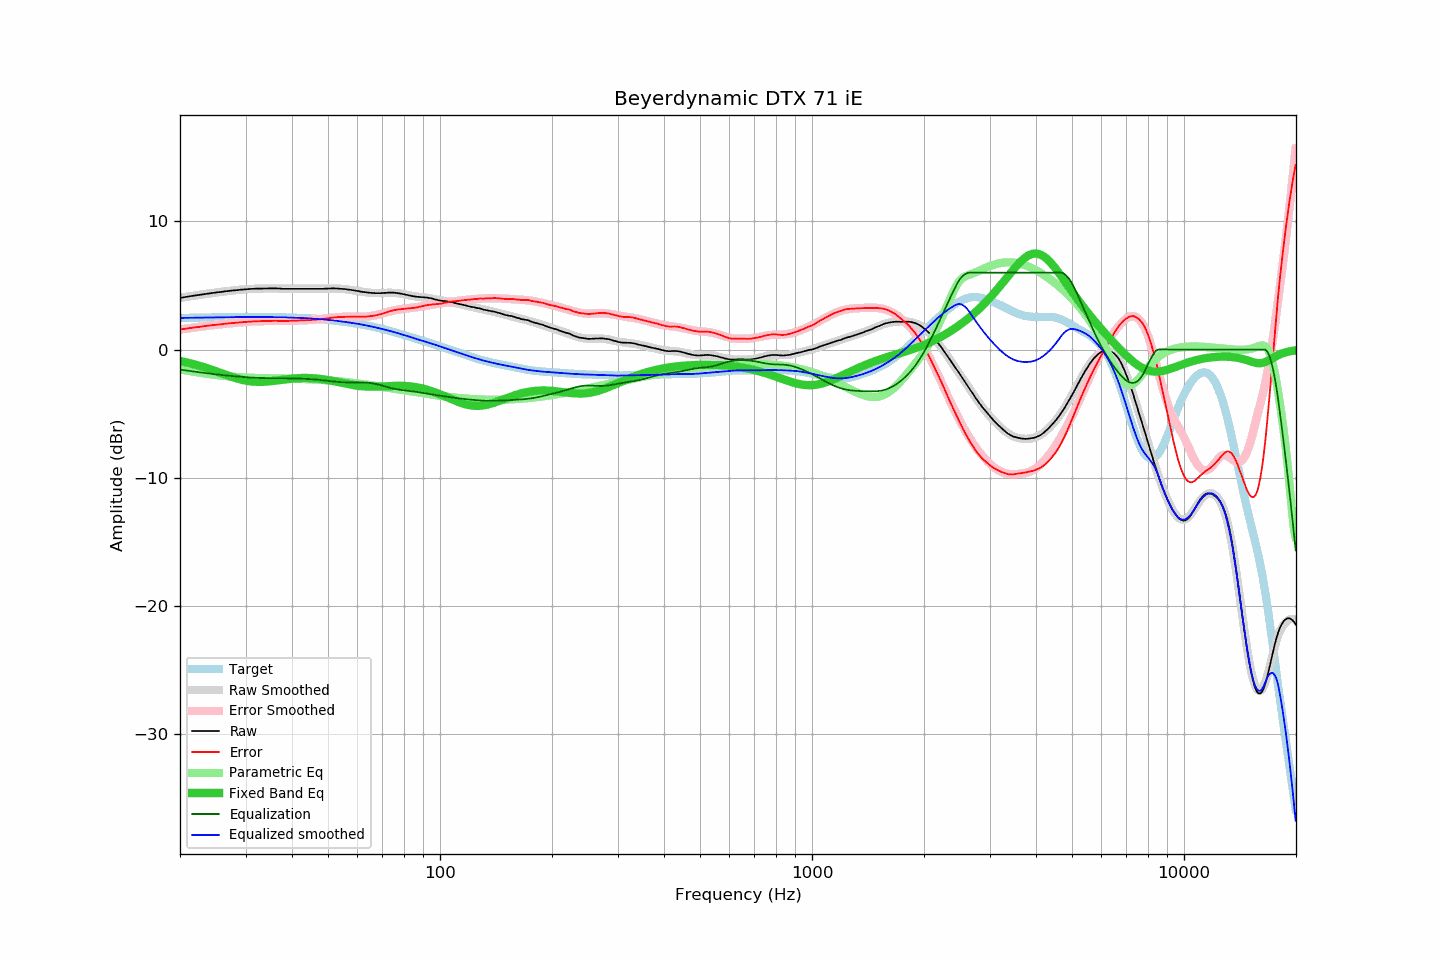 Beyerdynamic DTX 71 iE
10
0
−10
−20
−30
Amplitude (dBr)
Target
Raw Smoothed
Error Smoothed
Raw
Error
Parametric Eq
Fixed Band Eq
Equalization
Equalized smoothed
100 1000 10000
Frequency (Hz)